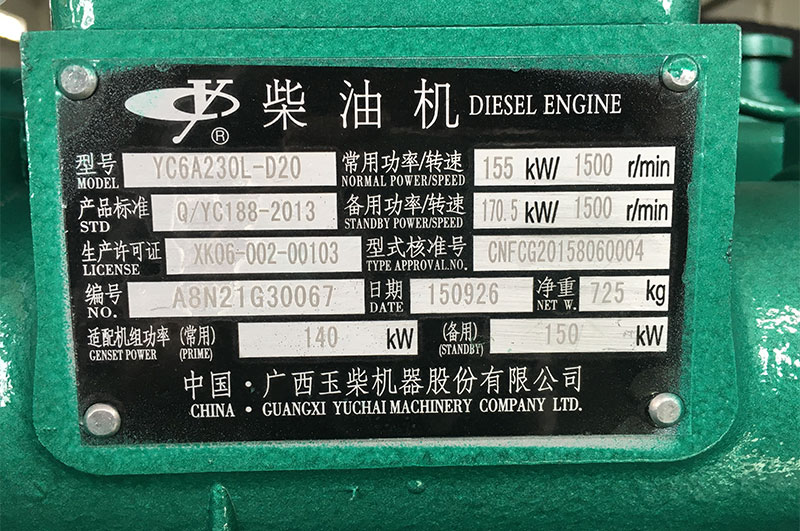 柴油机 DIESEL ENGINE
®
型号 YC6A230L-D20 常用功率/转速 155 kW/ 1500 r/min
MODEL NORMAL POWER/SPEED
产品标准 Q/YC188-2013 备用功率/转速 170.5 kW/ 1500 r/min
STD STANDBY POWER/SPEED
生产许可证 XK06-002-00103 型式核准号 CNFCG20158060004
LICENSE TYPE APPROVAL.NO.
编号 A8N21G30067 日期 150926 净重 725 kg
NO. DATE NET W.
适配机组功率 (常用) 140 kW (备用) 150 kW
GENSET POWER (PRIME) (STANDBY)
中国·广西玉柴机器股份有限公司
CHINA · GUANGXI YUCHAI MACHINERY COMPANY LTD.